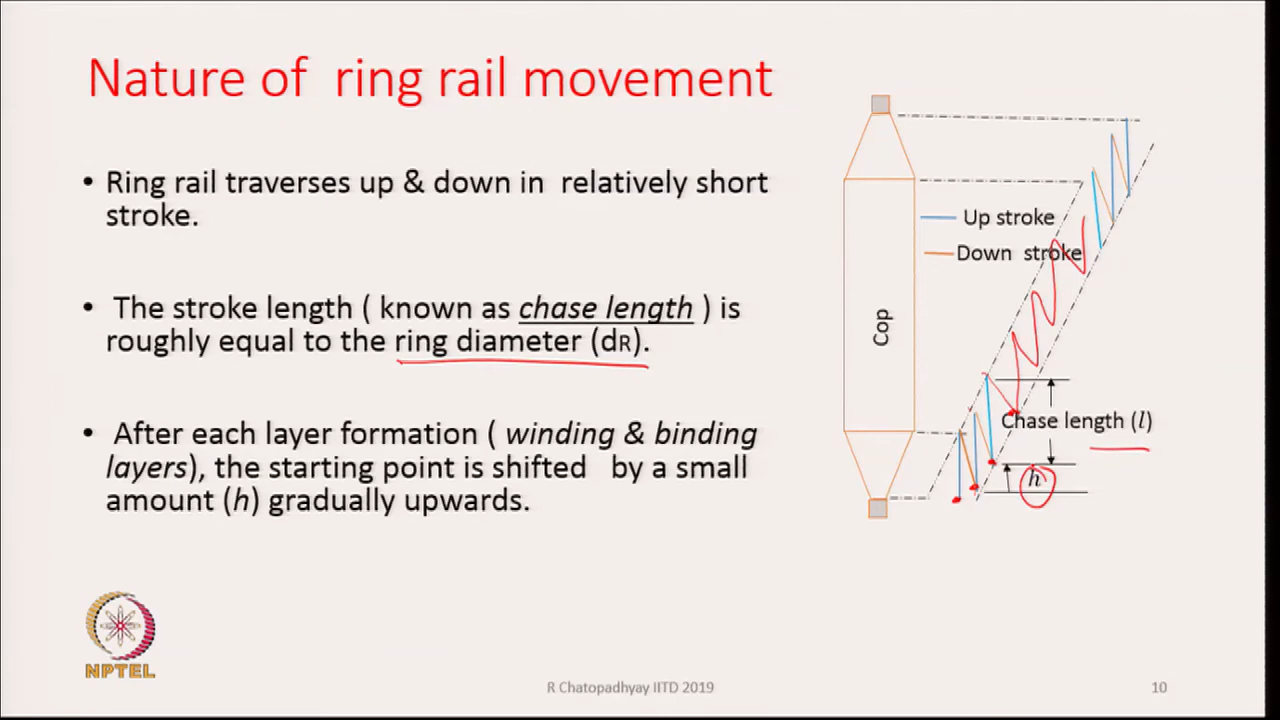 Nature of ring rail movement
• Ring rail traverses up & down in relatively short
stroke.
• The stroke length ( known as chase length ) is
roughly equal to the ring diameter (dR).
• After each layer formation ( winding & binding
layers), the starting point is shifted by a small
amount (h) gradually upwards.
Up stroke
Down stroke
Cop
Chase length (l)
h
NPTEL
R Chatopadhyay IITD 2019
10